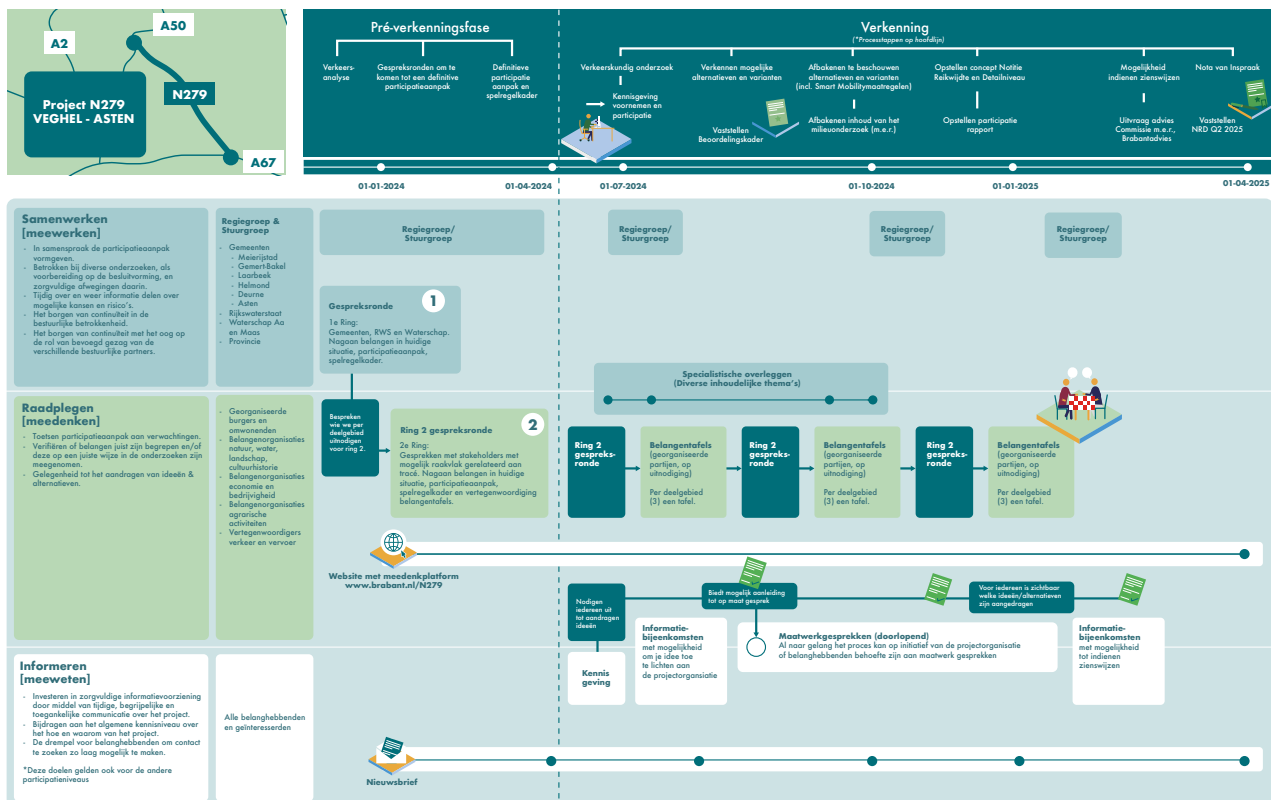 A50
A2
N279
Project N279
VEGHEL - ASTEN
A67
Pré-verkenningsfase
Verkeers-
analyse
Gespreksronden om te
komen tot een definitive
participatieaanpak
Definitieve
participatie
aanpak en
spelregelkader
Verkenning
(*Processtappen op hoofdlijn)
Verkeerskundig onderzoek
Kennisgeving
voornemen en
participatie
Verkennen mogelijke
alternatieven en varianten
Vaststellen
Beoordelingskader
Afbakenen te beschouwen
alternatieven en varianten
(incl. Smart Mobilitymaatregelen)
Afbakenen inhoud van het
milieuonderzoek (m.e.r.)
Opstellen concept Notitie
Reikwijdte en Detailniveau
Opstellen participatie
rapport
Mogelijkheid
indienen zienswijzen
Uitvraag advies
Commissie m.e.r.,
Brabantadvies
Nota van Inspraak
Vaststellen
NRD Q2 2025
01-01-2024
01-04-2024
01-07-2024
01-10-2024
01-01-2025
01-04-2025
Samenwerken
[meewerken]
- In samenspraak de participatieaanpak
vormgeven.
- Betrokken bij diverse onderzoeken, als
voorbereiding op de besluitvorming, en
zorgvuldige afwegingen daarin.
- Tijdig over en weer informatie delen over
mogelijke kansen en risico's.
- Het borgen van continuïteit in de
bestuurlijke betrokkenheid.
- Het borgen van continuïteit met het oog op
de rol van bevoegd gezag van de
verschillende bestuurlijke partners.
Regiegroep &
Stuurgroep
- Gemeenten
- Meierijstad
- Gemert-Bakel
- Laarbeek
- Helmond
- Deurne
- Asten
- Rijkswaterstaat
- Waterschap Aa
en Maas
- Provincie
Regiegroep/
Stuurgroep
Regiegroep/
Stuurgroep
Regiegroep/
Stuurgroep
Regiegroep/
Stuurgroep
Gespreksronde
1
1e Ring:
Gemeenten, RWS en Waterschap.
Nagaan belangen in huidige
situatie, participatieaanpak,
spelregelkader.
Specialistische overleggen
(Diverse inhoudelijke thema's)
Raadplegen
[meedenken]
- Toetsen participatieaanpak aan verwachtingen.
- Verifiëren of belangen juist zijn begrepen en/of
deze op een juiste wijze in de onderzoeken zijn
meegenomen.
- Gelegenheid tot het aandragen van ideeën &
alternatieven.
- Georganiseerde
burgers en
omwonenden
- Belangenorganisaties
natuur, water,
landschap,
cultuurhistorie
- Belangenorganisaties
economie en
bedrijvigheid
- Belangenorganisaties
agrarische
activiteiten
- Vertegenwoordigers
verkeer en vervoer
Bespreken
wie we per
deelgebied
uitnodigen
voor ring 2.
Ring 2 gespreksronde
2
2e Ring:
Gesprekken met stakeholders met
mogelijk raakvlak gerelateerd aan
tracé. Nagaan belangen in huidige
situatie, participatieaanpak,
spelregelkader en vertegenwoordiging
belangentafels.
Ring 2
gespreks-
ronde
Belangentafels
(georganiseerde
partijen, op
uitnodiging)
Per deelgebied
(3) een tafel.
Ring 2
gespreks-
ronde
Belangentafels
(georganiseerde
partijen, op
uitnodiging)
Per deelgebied
(3) een tafel.
Ring 2
gespreks-
ronde
Belangentafels
(georganiseerde
partijen, op
uitnodiging)
Per deelgebied
(3) een tafel.
Website met meedenkplatform
www.brabant.nl/N279
Nodigen
iedereen uit
tot aandragen
ideeën
Biedt mogelijk aanleiding
tot op maat gesprek
Voor iedereen is zichtbaar
welke ideeën/alternatieven
zijn aangedragen
Kennis
geving
Informatie-
bijeenkomsten
met mogelijkheid
om je idee toe
te lichten aan
de projectorgansiatie
Maatwerkgesprekken (doorlopend)
Al naar gelang het proces kan op initiatief van de projectorganisatie
of belanghebbenden behoefte zijn aan maatwerk gesprekken
Informatie-
bijeenkomsten
met mogelijkheid
tot indienen
zienswijzen
Informeren
[meeweten]
- Investeren in zorgvuldige informatievoorziening
door middel van tijdige, begrijpelijke en
toegankelijke communicatie over het project.
- Bijdragen aan het algemene kennisniveau over
het hoe en waarom van het project.
- De drempel voor belanghebbenden om contact
te zoeken zo laag mogelijk te maken.
*Deze doelen gelden ook voor de andere
participatieniveaus
Alle belanghebbenden
en geïnteresserden
Nieuwsbrief